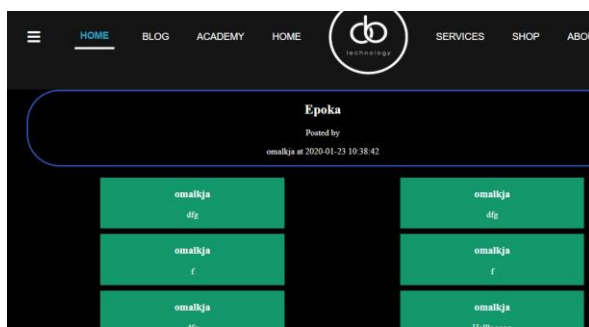 HOME BLOG ACADEMY HOME SERVICES SHOP ABOU
technology
Epoka
Posted by
omalkja at 2020-01-23 10:38:42
omalkja omalkja
dfg dfg
omalkja omalkja
f f
omalkja omalkja